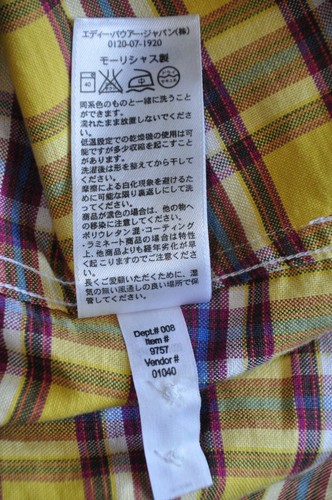 エディー・バウアー・ジャパン(株)
0120-07-1920
モーリシャス製
40
同系色のものと一緒に洗うこと
ができます。
濡れたまま放置しないでください。
低温設定での乾燥機の使用は可
能ですが多少収縮を起こすこと
があります。
洗濯後は形を整えてから干して
ください。
摩擦による白化現象を避けるため
に可能な限り裏返しにして洗
ってください。
商品が濃色の場合は、他の物へ
の移染に注意してください。
ポリウレタン混・コーティング
・ラミネート商品の場合は特
性上、他商品よりも経年劣化が早
く起こりますのでご注意ください。
長くご愛顧いただくために、湿
気の無い風通しの良い場所で保
管してください。
Dept.# 008
Item #
9757
Vendor #
01040